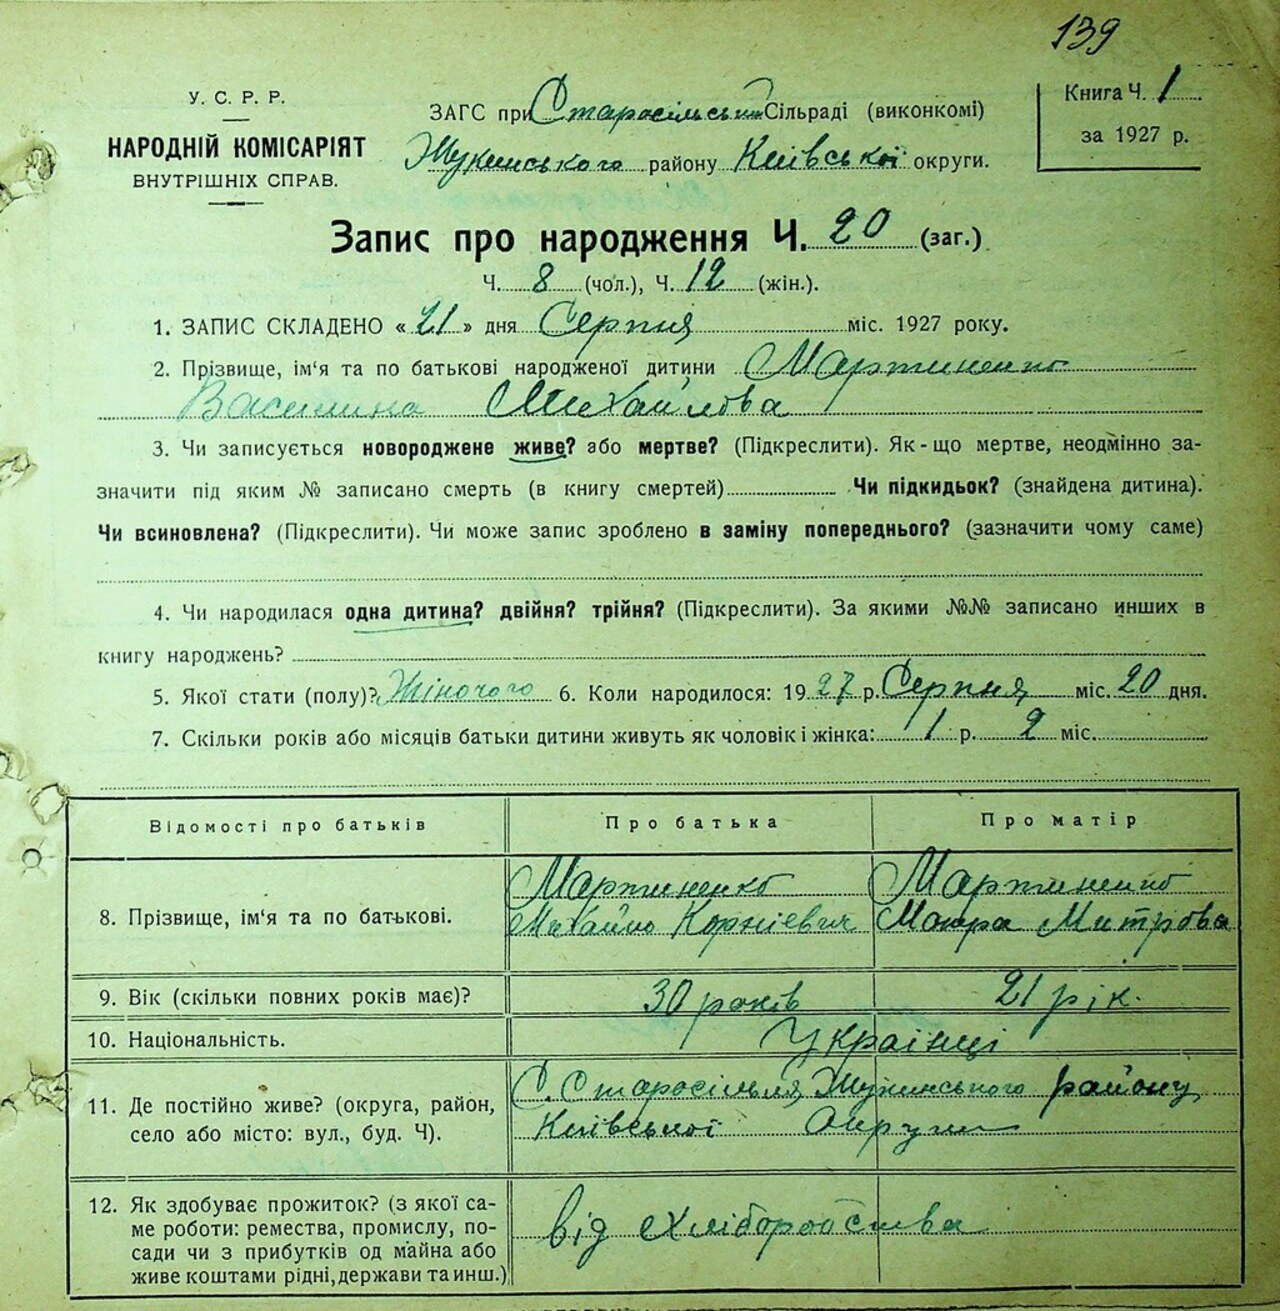 139
У. С. Р. Р.
НАРОДНІЙ КОМІСАРІЯТ
ВНУТРІШНІХ СПРАВ.
ЗАГС при Старосільській Сільраді (виконкомі)
Жукинського району Київської округи.
Книга Ч. 1
за 1927 р.
Запис про народження Ч. 20 (заг.)
Ч. 8 (чол.), Ч. 12 (жін.).
1. ЗАПИС СКЛАДЕНО « 21 » дня Серпня міс. 1927 року.
2. Прізвище, ім‘я та по батькові народженої дитини Мартиненко
Василина Михайлова
3. Чи записується новороджене живе? або мертве? (Підкреслити). Як-що мертве, неодмінно за-
значити під яким № записано смерть (в книгу смертей) Чи підкидьок? (знайдена дитина).
Чи всиновлена? (Підкреслити). Чи може запис зроблено в заміну попереднього? (зазначити чому саме)
4. Чи народилася одна дитина? двійня? трійня? (Підкреслити). За якими №№ записано инших в
книгу народжень?
5. Якої стати (полу)? Жіночого 6. Коли народилося: 1927 р. Серпня міс. 20 дня.
7. Скільки років або місяців батьки дитини живуть як чоловік і жінка: 1 р. 2 міс.
Відомості про батьків Про батька Про матір
8. Прізвище, ім‘я та по батькові.
Мартиненко
Михайло Корнієвич
Мартиненко
Мокра Митрова
9. Вік (скільки повних років має)? 30 років 21 рік.
10. Національність. Українці
11. Де постійно живе? (округа, район,
село або місто: вул., буд. Ч).
С. Старосілля, Жукинського району
Київської Округи
12. Як здобуває прожиток? (з якої са-
ме роботи: ремества, промислу, по-
сади чи з прибутків од майна або
живе коштами рідні, держави та инш.)
від хліборобства